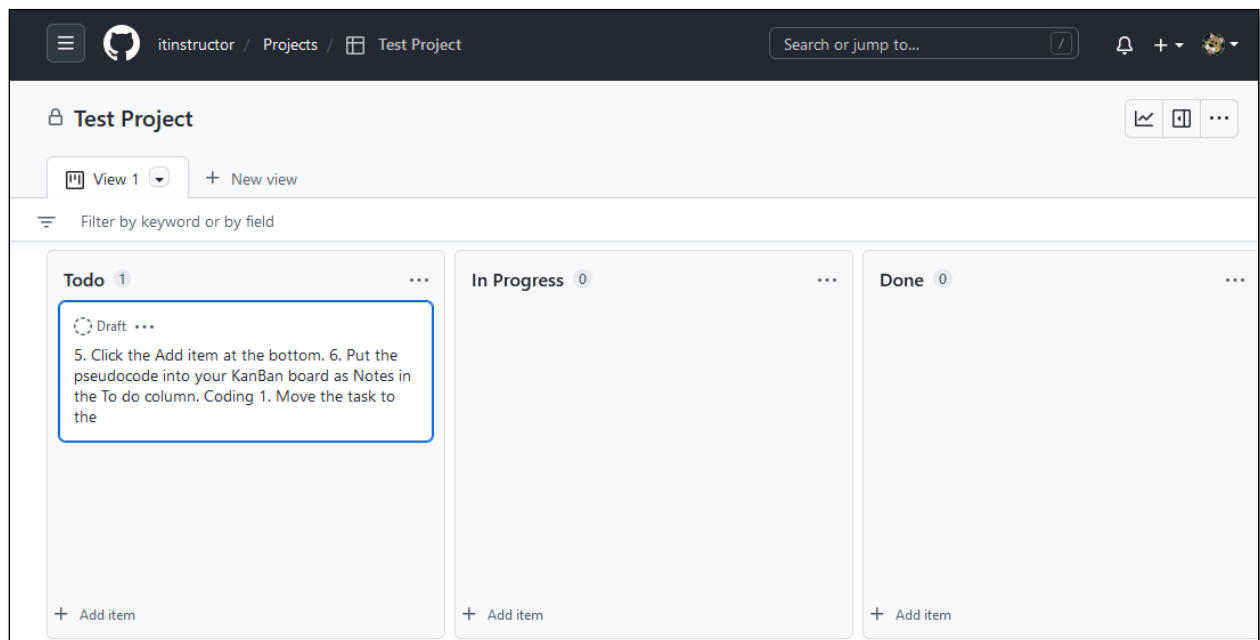 itinstructor / Projects / Test Project
Search or jump to... /
Test Project
View 1
New view
Filter by keyword or by field
Todo 1
In Progress 0
Done 0
Draft
5. Click the Add item at the bottom. 6. Put the
pseudocode into your KanBan board as Notes in
the To do column. Coding 1. Move the task to
the
Add item
Add item
Add item